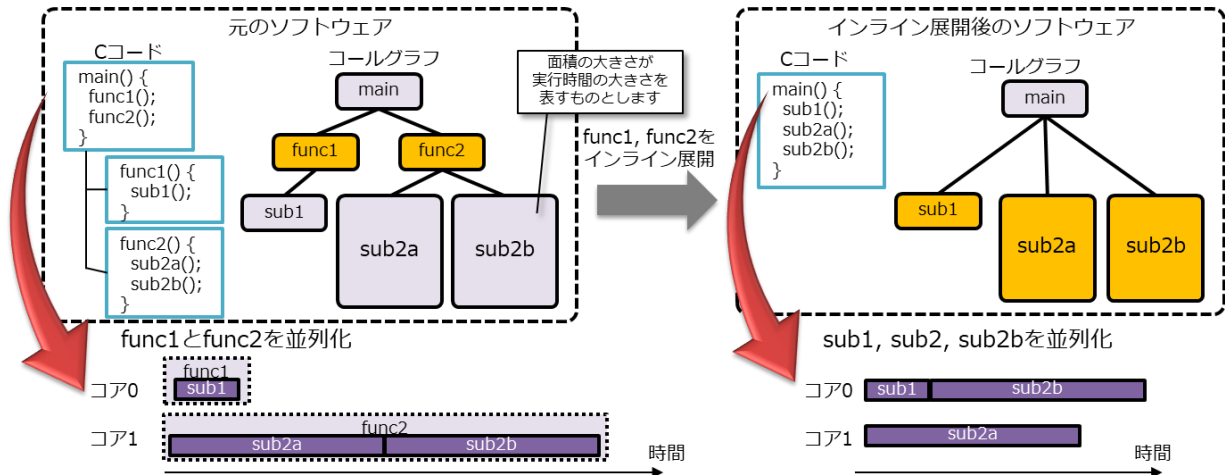 元のソフトウェア
Cコード
main() {
func1();
func2();
}
func1() {
sub1();
}
func2() {
sub2a();
sub2b();
}
コールグラフ
main
func1
func2
sub1
sub2a
sub2b
面積の大きさが
実行時間の大きさを
表すものとします
func1, func2を
インライン展開
インライン展開後のソフトウェア
Cコード
main() {
sub1();
sub2a();
sub2b();
}
コールグラフ
main
sub1
sub2a
sub2b
func1とfunc2を並列化
コア0
func1
sub1
コア1
func2
sub2a
sub2b
時間
sub1, sub2, sub2bを並列化
コア0
sub1
sub2b
コア1
sub2a
時間